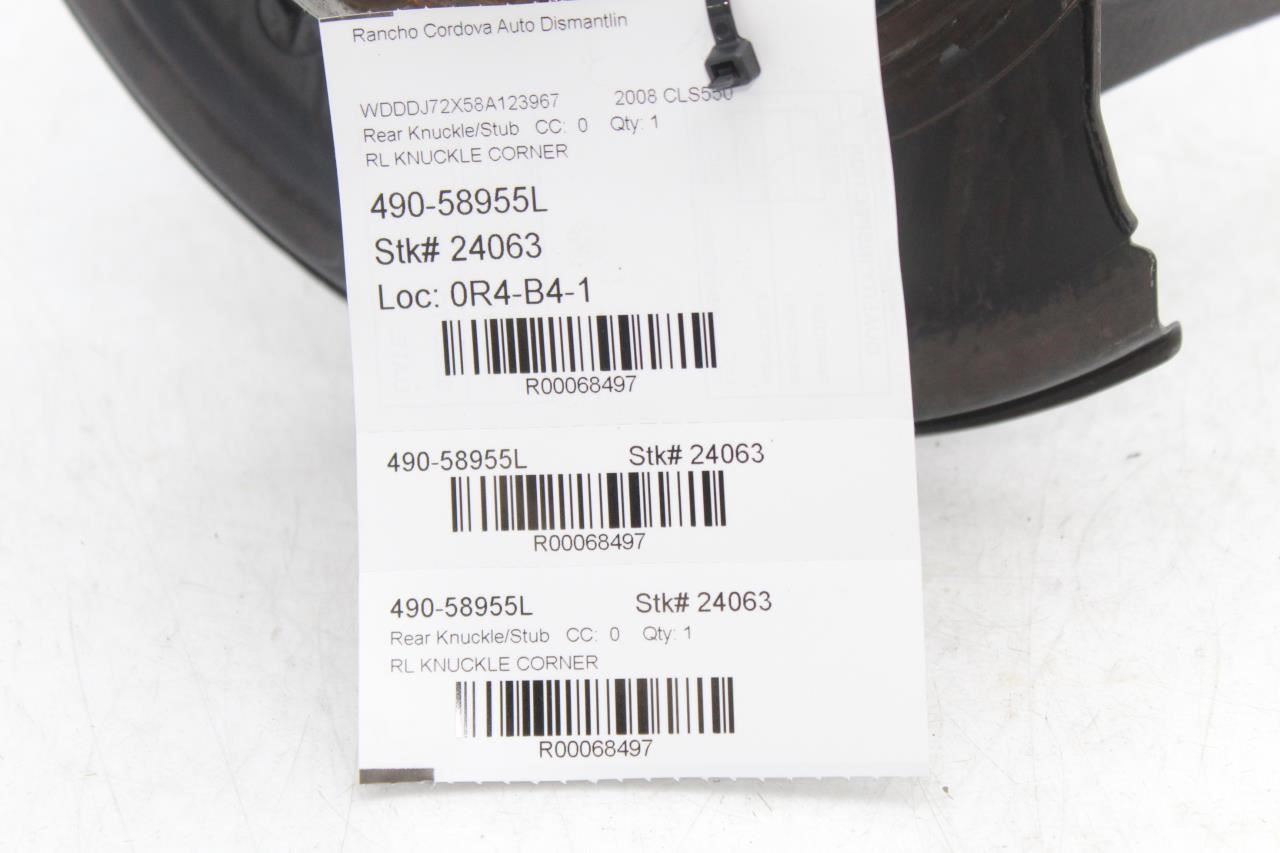 Rancho Cordova Auto Dismantlin
WDDDJ72X58A123967 2008 CLS550
Rear Knuckle/Stub CC: 0 Qty: 1
RL KNUCKLE CORNER
490-58955L
Stk# 24063
Loc: 0R4-B4-1
R00068497
490-58955L Stk# 24063
R00068497
490-58955L Stk# 24063
Rear Knuckle/Stub CC: 0 Qty: 1
RL KNUCKLE CORNER
R00068497